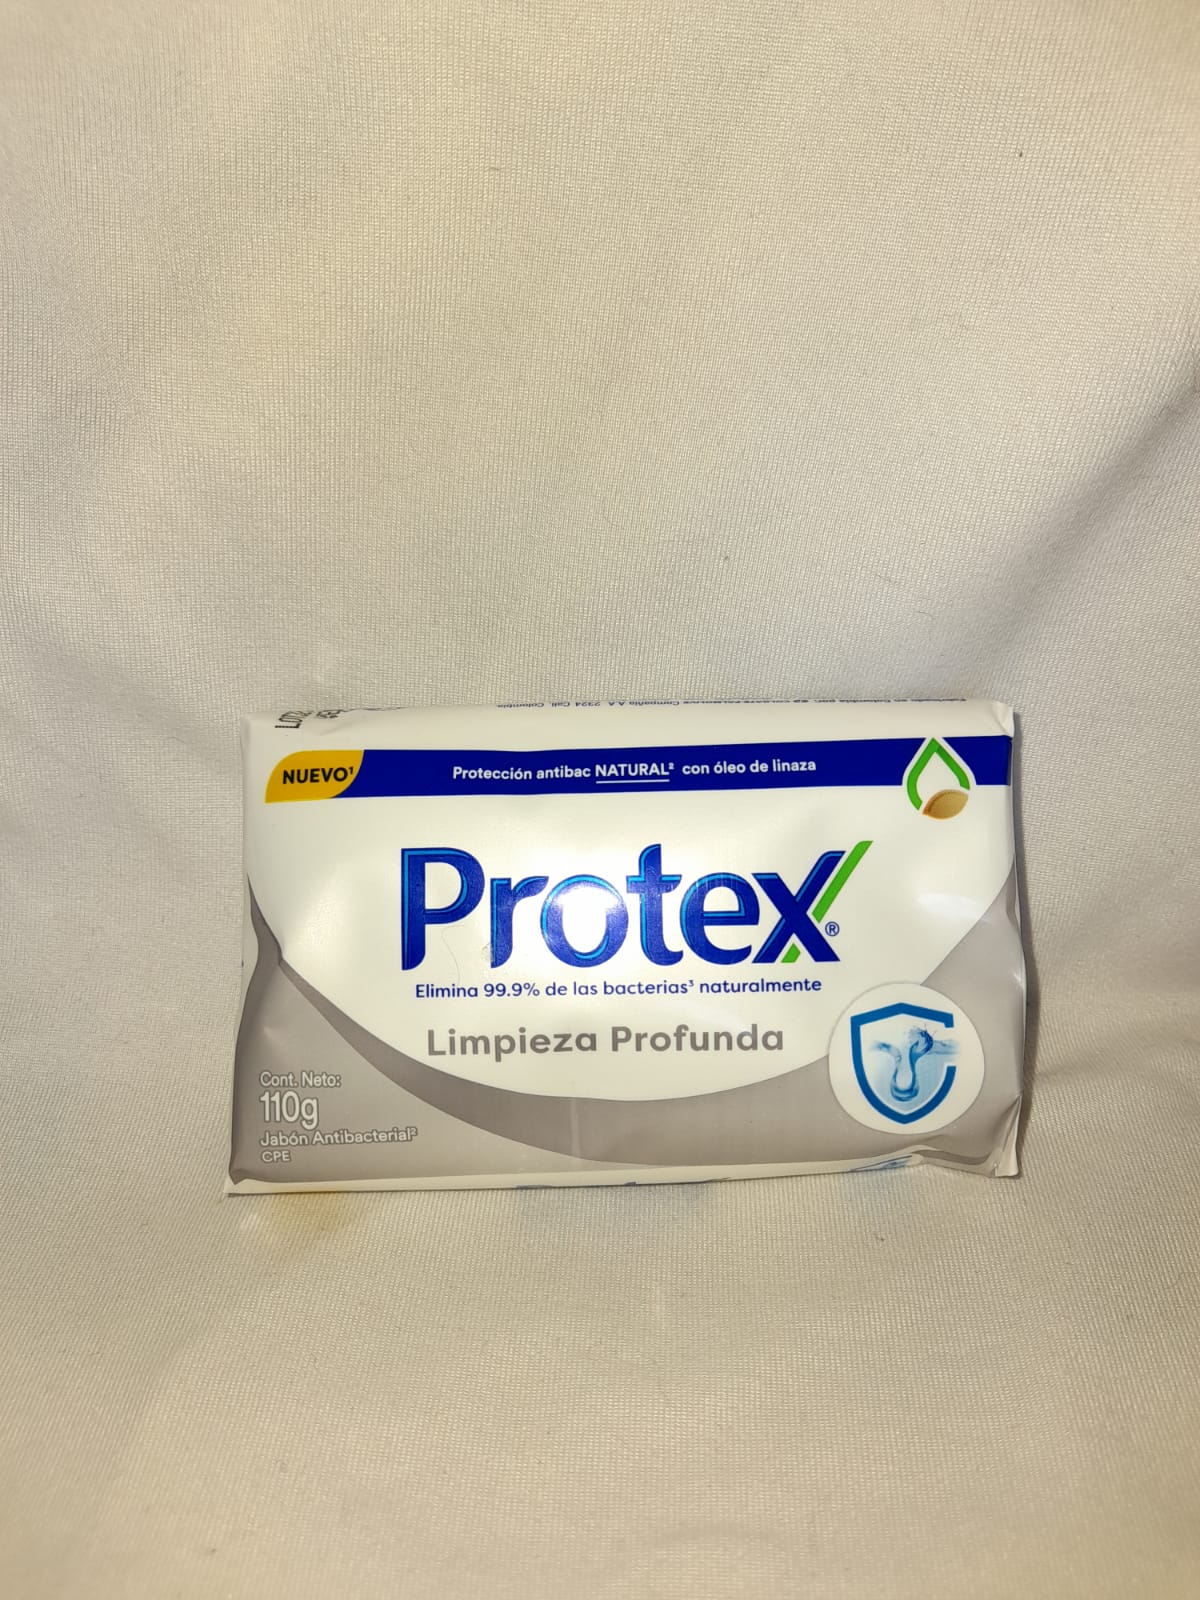 NUEVO¹
Protección antibac NATURAL² con óleo de linaza
Protex®
Elimina 99.9% de las bacterias³ naturalmente
Limpieza Profunda
Cont. Neto:
110g
Jabón Antibacterial²
CPE